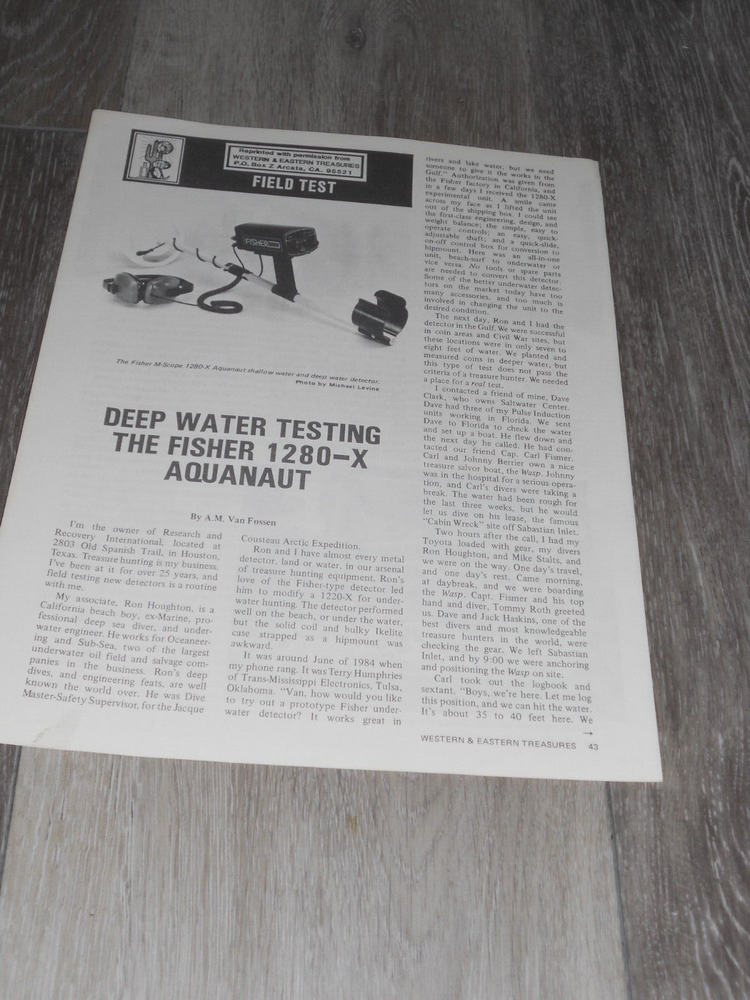 Reprinted with permission from
WESTERN & EASTERN TREASURES
P.O. Box Z Arcata, CA. 95521
FIELD TEST
FISHER
The Fisher M-Scope 1280-X Aquanaut shallow water and deep water detector.
Photo by Michael Levine
DEEP WATER TESTING
THE FISHER 1280-X
AQUANAUT
By A.M. Van Fossen
I'm the owner of Research and
Recovery International, located at
2803 Old Spanish Trail, in Houston,
Texas. Treasure hunting is my business.
I've been at it for over 25 years, and
field testing new detectors is a routine
with me.
My associate, Ron Houghton, is a
California beach boy, ex-Marine, pro-
fessional deep sea diver, and under-
water engineer. He works for Oceaneer-
ing and Sub-Sea, two of the largest
underwater oil field and salvage com-
panies in the business. Ron's deep
dives, and engineering feats, are well
known the world over. He was Dive
Master-Safety Supervisor, for the Jacque
Cousteau Arctic Expedition.
Ron and I have almost every metal
detector, land or water, in our arsenal
of treasure hunting equipment. Ron's
love of the Fisher-type detector led
him to modify a 1220-X for under-
water hunting. The detector performed
well on the beach, or under the water,
but the solid coin and bulky Ikelite
case strapped as a hipmount was
awkward.
It was around June of 1984 when
my phone rang. It was Terry Humphries
of Trans-Mississippi Electronics, Tulsa,
Oklahoma. "Van, how would you like
to try out a prototype Fisher under-
water detector? It works great in
rivers and lake water, but we need
someone to give it the works in the
Gulf." Authorization was given from
the Fisher factory in California, and
in a few days I received the 1280-X
experimental unit. A smile came
across my face as I lifted the unit
out of the shipping box. I could see
the first-class engineering, design, and
weight balance; the simple, easy to
operate controls; an easy, quick-
adjustable shaft; and a quick-slide,
on-off control box for conversion to
hipmount. Here was an all-in-one
unit, beach-surf to underwater or
vice versa. No tools or spare parts
are needed to convert this detector.
Some of the better underwater detec-
tors on the market today have too
many accessories, and too much is
involved in changing the unit to the
desired condition.
The next day, Ron and I had the
detector in the Gulf. We were successful
in coin areas and Civil War sites, but
these locations were in only seven to
eight feet of water. We planted and
measured coins in deeper water, but
this type of test does not pass the
criteria of a treasure hunter. We needed
a place for a real test.
I contacted a friend of mine, Dave
Clark, who owns Saltwater Center.
Dave had three of my Pulse Induction
units working in Florida. We sent
Dave to Florida to check the water
and set up a boat. He flew down and
the next day he called. He had con-
tacted our friend Cap. Carl Fismer.
Carl and Johnny Berrier own a nice
treasure salvor boat, the Wasp. Johnny
was in the hospital for a serious opera-
tion, and Carl's divers were taking a
break. The water had been rough for
the last three weeks, but he would
let us dive on his lease, the famous
"Cabin Wreck" site off Sabastian Inlet.
Two hours after the call, I had my
Toyota loaded with gear, my divers
Ron Houghton, and Mike Stalts, and
we were on the way. One day's travel,
and one day's rest. Came morning,
at daybreak, and we were boarding
the Wasp. Capt. Fismer and his top
hand and diver, Tommy Roth greeted
us. Dave and Jack Haskins, one of the
best divers and most knowledgeable
treasure hunters in the world, were
checking the gear. We left Sabastian
Inlet, and by 9:00 we were anchoring
and positioning the Wasp on site.
Carl took out the logbook and
sextant. "Boys, we're here. Let me log
this position, and we can hit the water.
It's about 35 to 40 feet here. We
→
WESTERN & EASTERN TREASURES 43